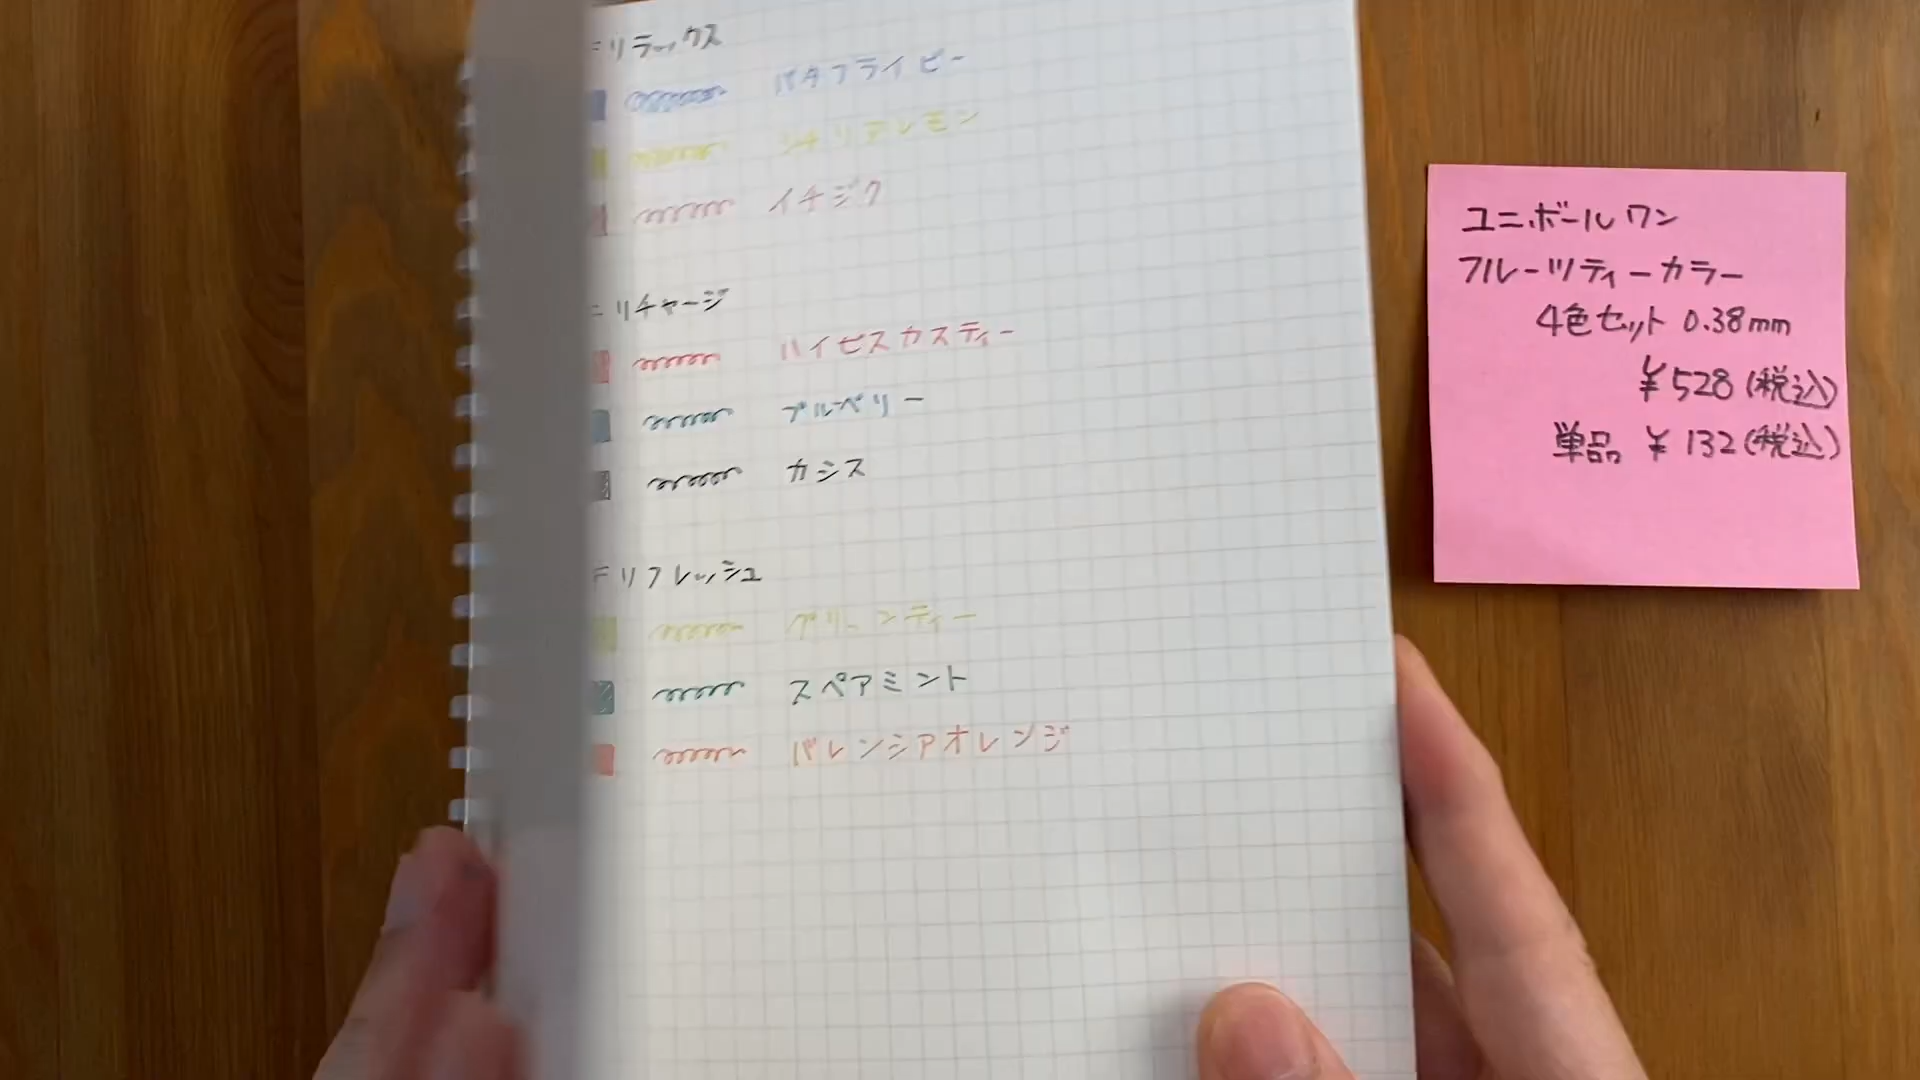 リラックス
バタフライピー
シチリアレモン
イチジク
リチャージ
ハイビスカスティー
ブルーベリー
カシス
リフレッシュ
グリーンティー
スペアミント
バレンシアオレンジ
ユニボールワン
フルーツティーカラー
4色セット 0.38mm
¥528(税込)
単品 ¥132(税込)